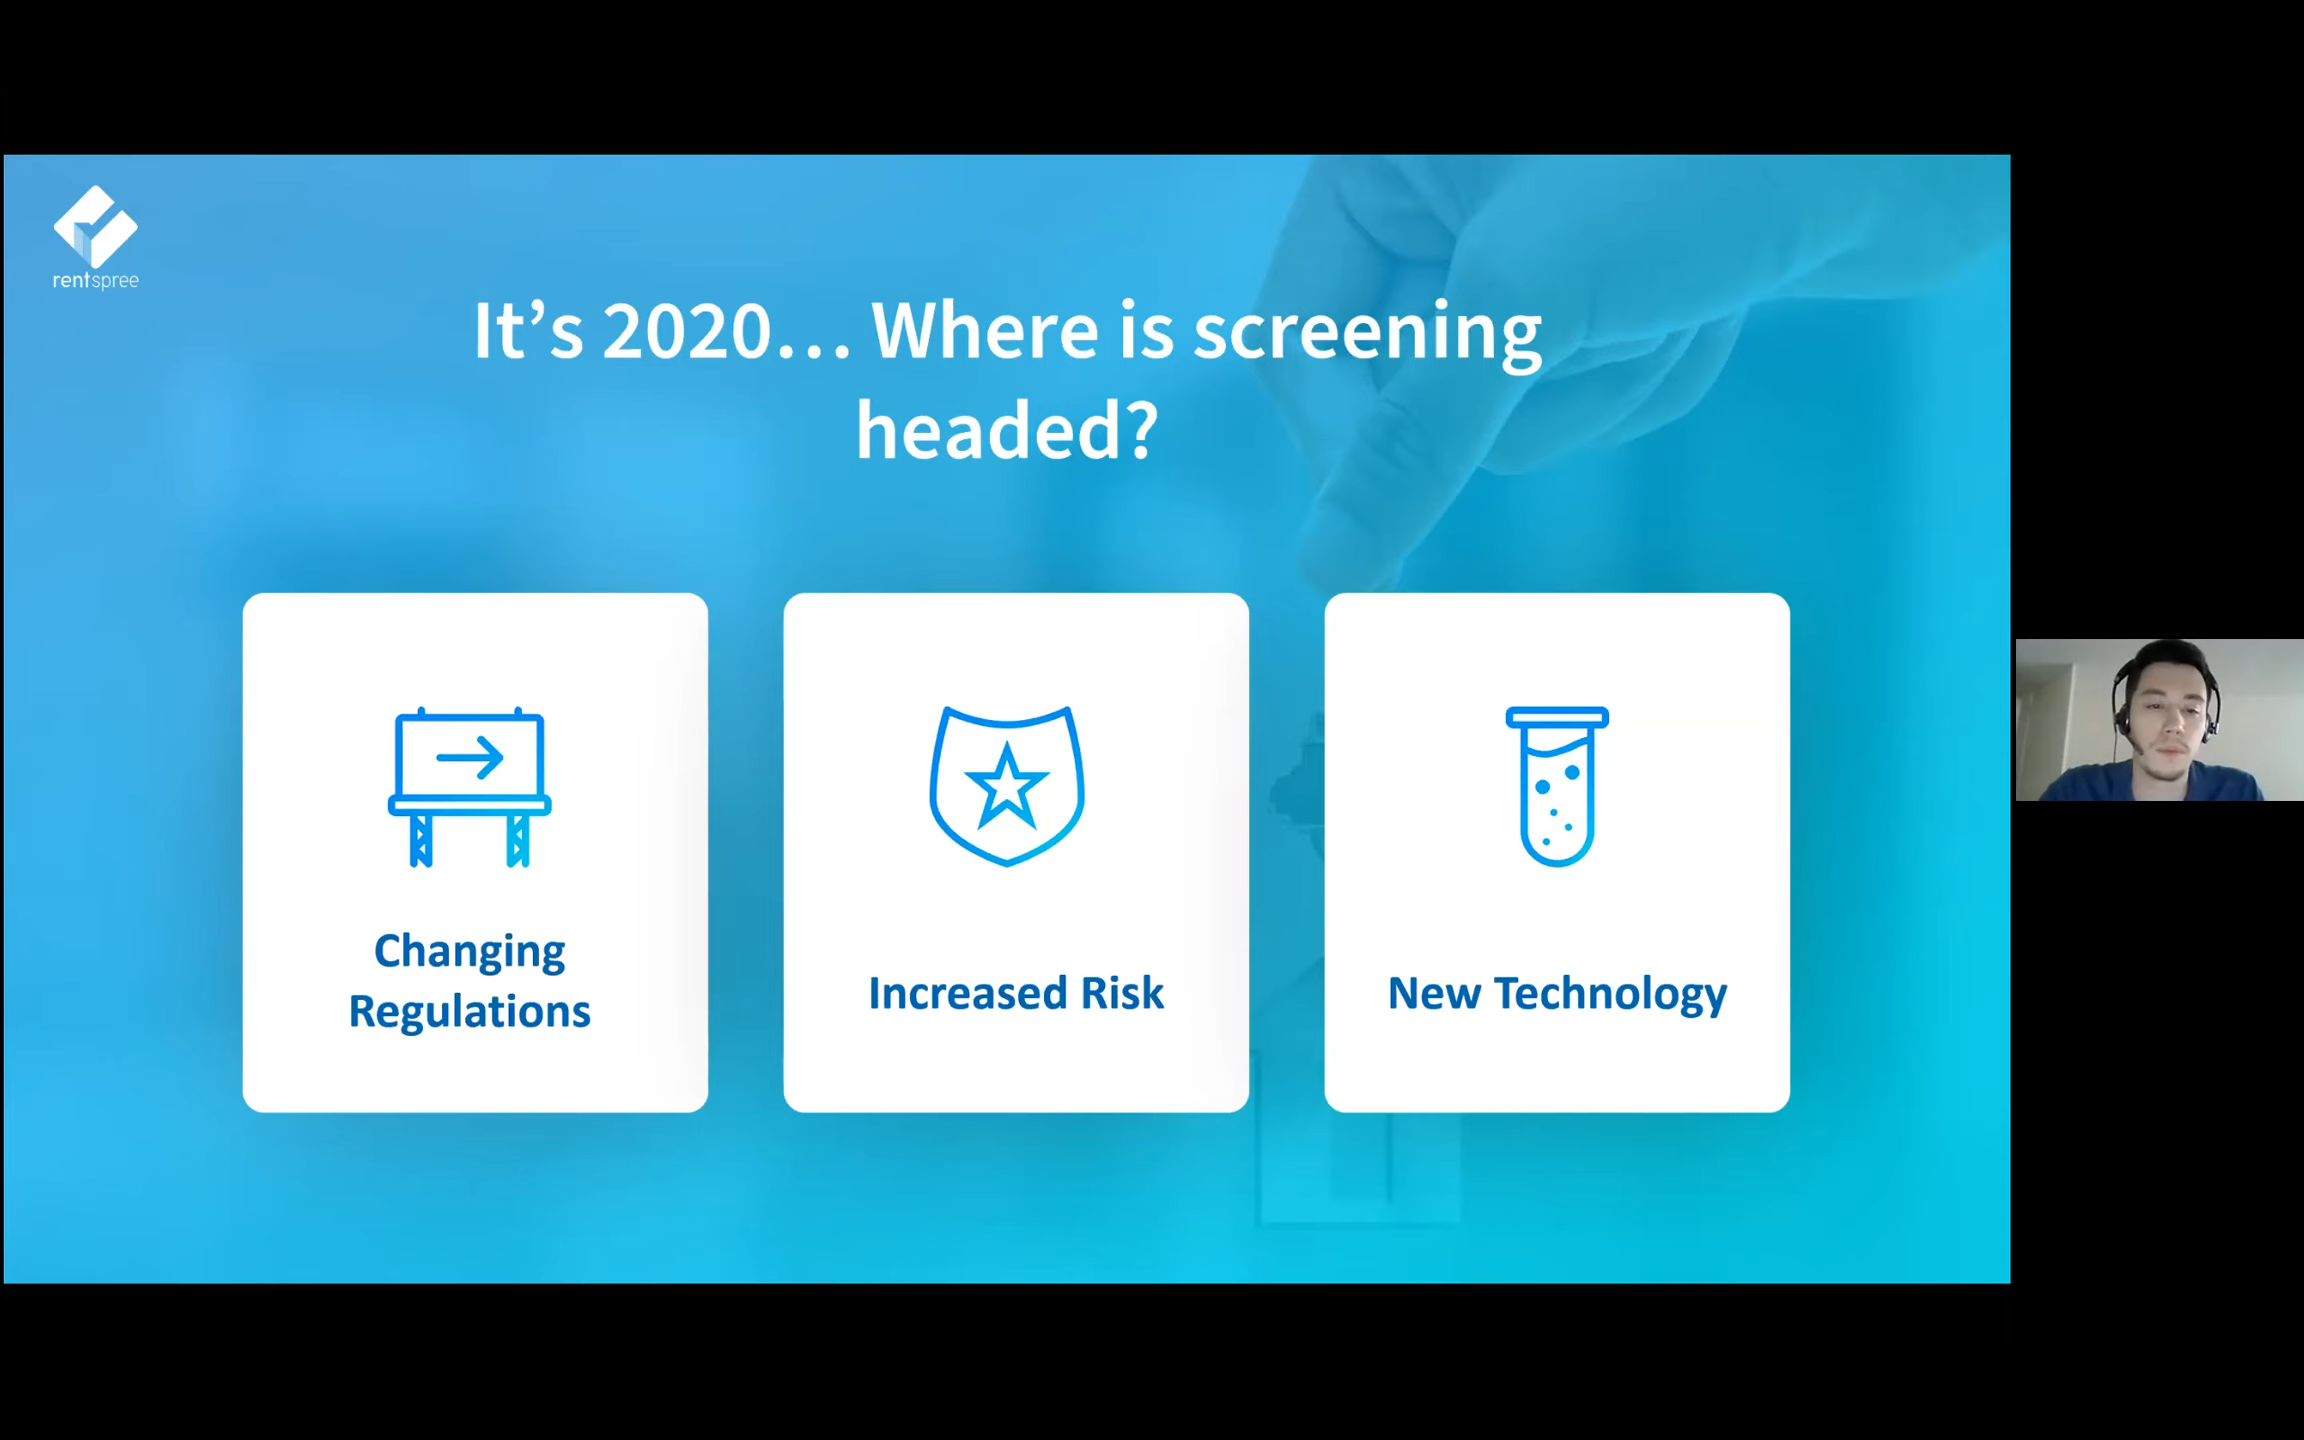 rentspree
It’s 2020... Where is screening
headed?
Changing
Regulations
Increased Risk
New Technology